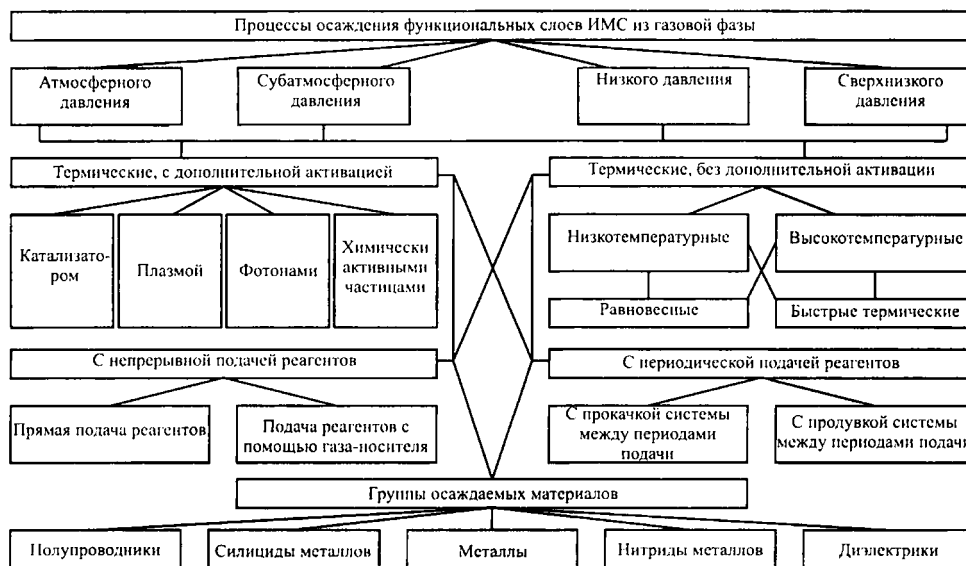 Процессы осаждения функциональных слоев ИМС из газовой фазы
Атмосферного
давления
Субатмосферного
давления
Низкого давления
Сверхнизкого
давления
Термические, с дополнительной активацией
Термические, без дополнительной активации
Катализато-
ром
Плазмой
Фотонами
Химически
активными
частицами
Низкотемпературные
Высокотемпературные
Равновесные
Быстрые термические
С непрерывной подачей реагентов
С периодической подачей реагентов
Прямая подача реагентов
Подача реагентов с
помощью газа-носителя
С прокачкой системы
между периодами
подачи
С продувкой системы
между периодами подачи
Группы осаждаемых материалов
Полупроводники
Силициды металлов
Металлы
Нитриды металлов
Диэлектрики